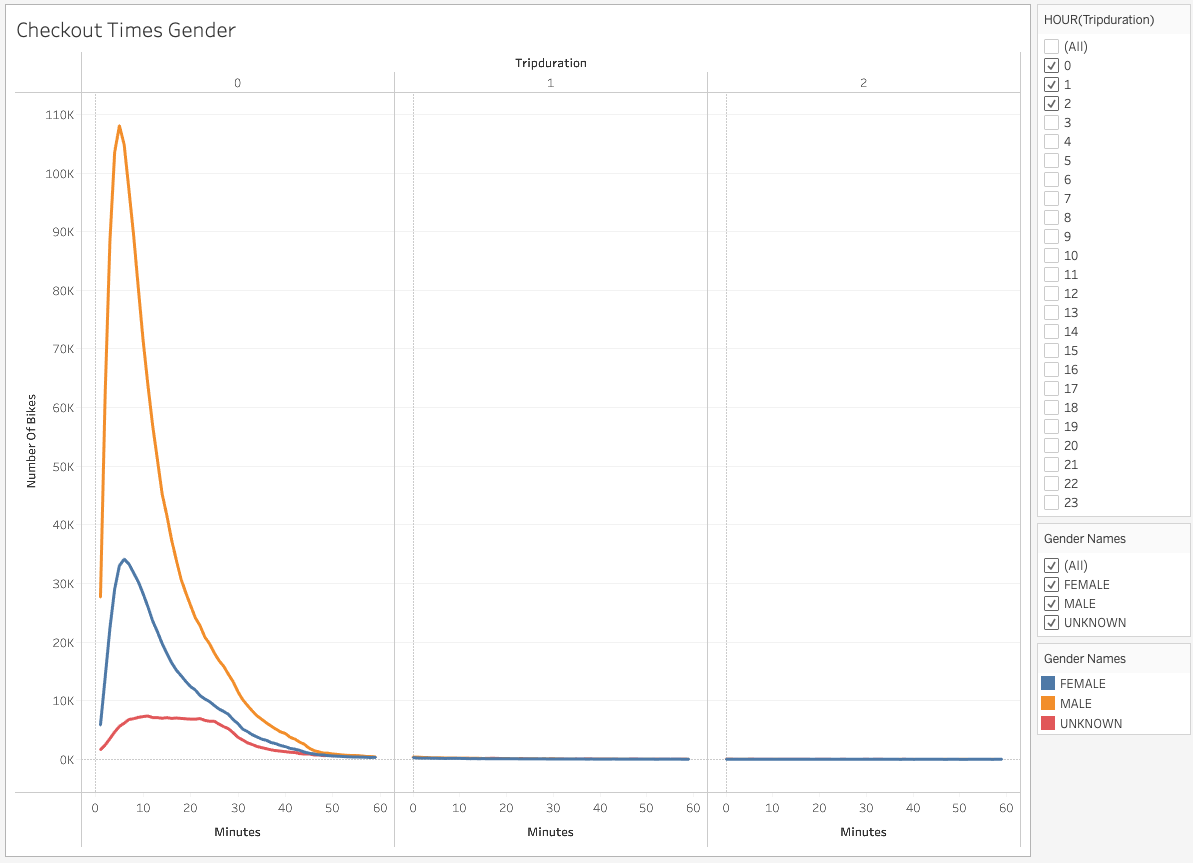 Checkout Times Gender
Tripduration
0 1 2
110K
100K
90K
80K
70K
60K
50K
40K
30K
20K
10K
0K
Number Of Bikes
0 10 20 30 40 50 60 0 10 20 30 40 50 60 0 10 20 30 40 50 60
Minutes Minutes Minutes
HOUR(Tripduration)
(All)
0
1
2
3
4
5
6
7
8
9
10
11
12
13
14
15
16
17
18
19
20
21
22
23
Gender Names
(All)
FEMALE
MALE
UNKNOWN
Gender Names
FEMALE
MALE
UNKNOWN